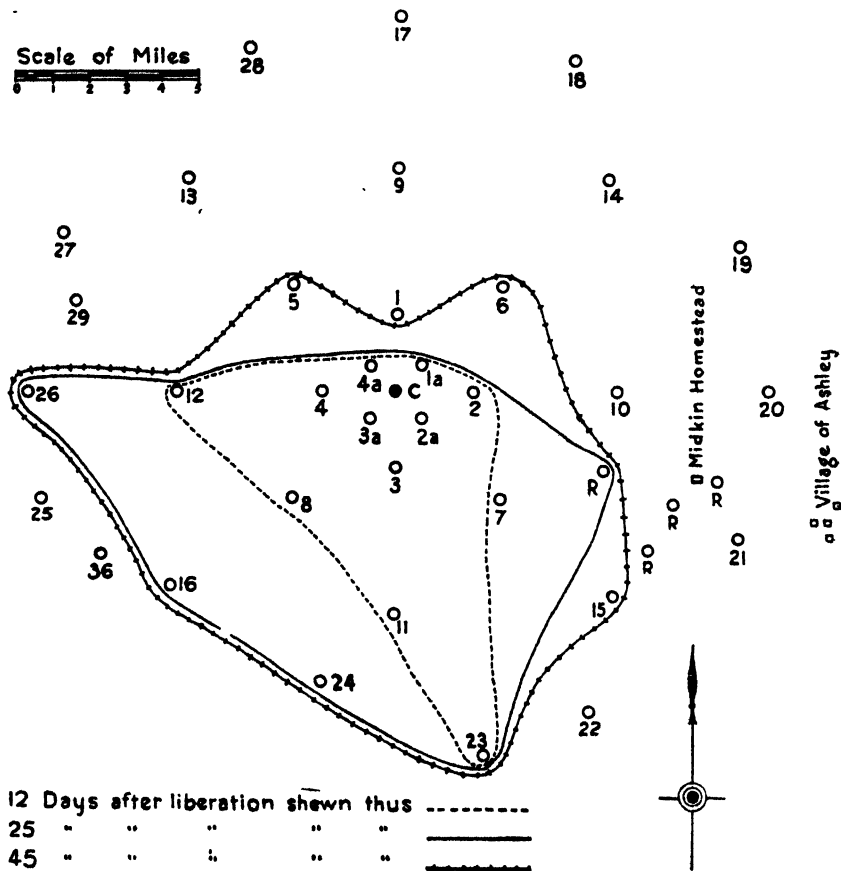 17
28
18
Scale of Miles
0 1 2 3 4 5
9
13
14
27
19
29
5
1
6
Midkin Homestead
Village of Ashley
4a
1a
26
12
4
C
2
10
20
3a
2a
3
R
8
7
R
R
25
36
R
21
16
15
11
24
22
23
12 Days after liberation shewn thus
25 " " " " "
45 " " " " "